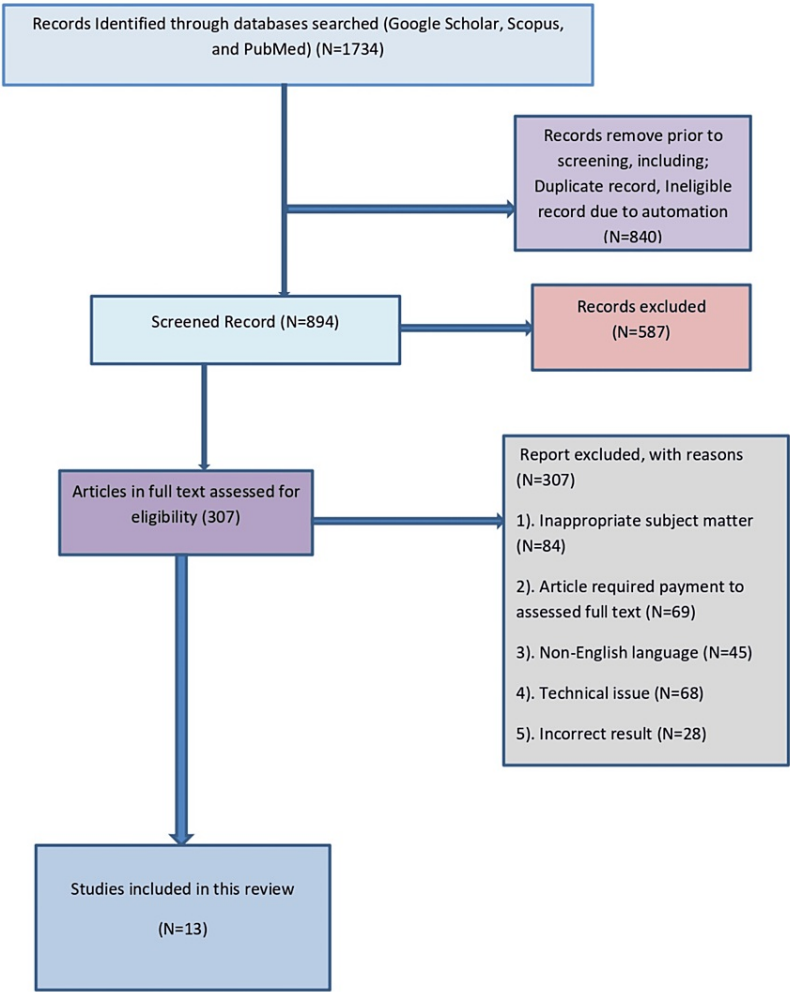 Records Identified through databases searched (Google Scholar, Scopus,
and PubMed) (N=1734)
Records remove prior to
screening, including;
Duplicate record, Ineligible
record due to automation
(N=840)
Screened Record (N=894)
Records excluded
(N=587)
Articles in full text assessed for
eligibility (307)
Report excluded, with reasons
(N=307)
1). Inappropriate subject matter
(N=84)
2). Article required payment to
assessed full text (N=69)
3). Non-English language (N=45)
4). Technical issue (N=68)
5). Incorrect result (N=28)
Studies included in this review
(N=13)